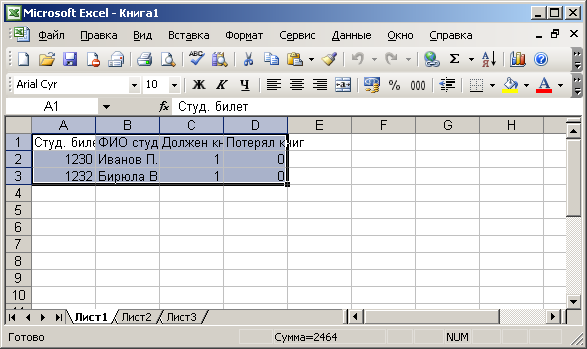 Microsoft Excel - Книга1
Файл Правка Вид Вставка Формат Сервис Данные Окно Справка
Arial Cyr 10 Ж К Ч % 000
A1 fx Студ. билет
A B C D E F G H
1 Студ. биле ФИО студ Должен кн Потерял книг
2 1230 Иванов П. 1 0
3 1232 Бирюла В 1 0
4
5
6
7
8
9
10
Лист1 Лист2 Лист3
Готово Сумма=2464 NUM